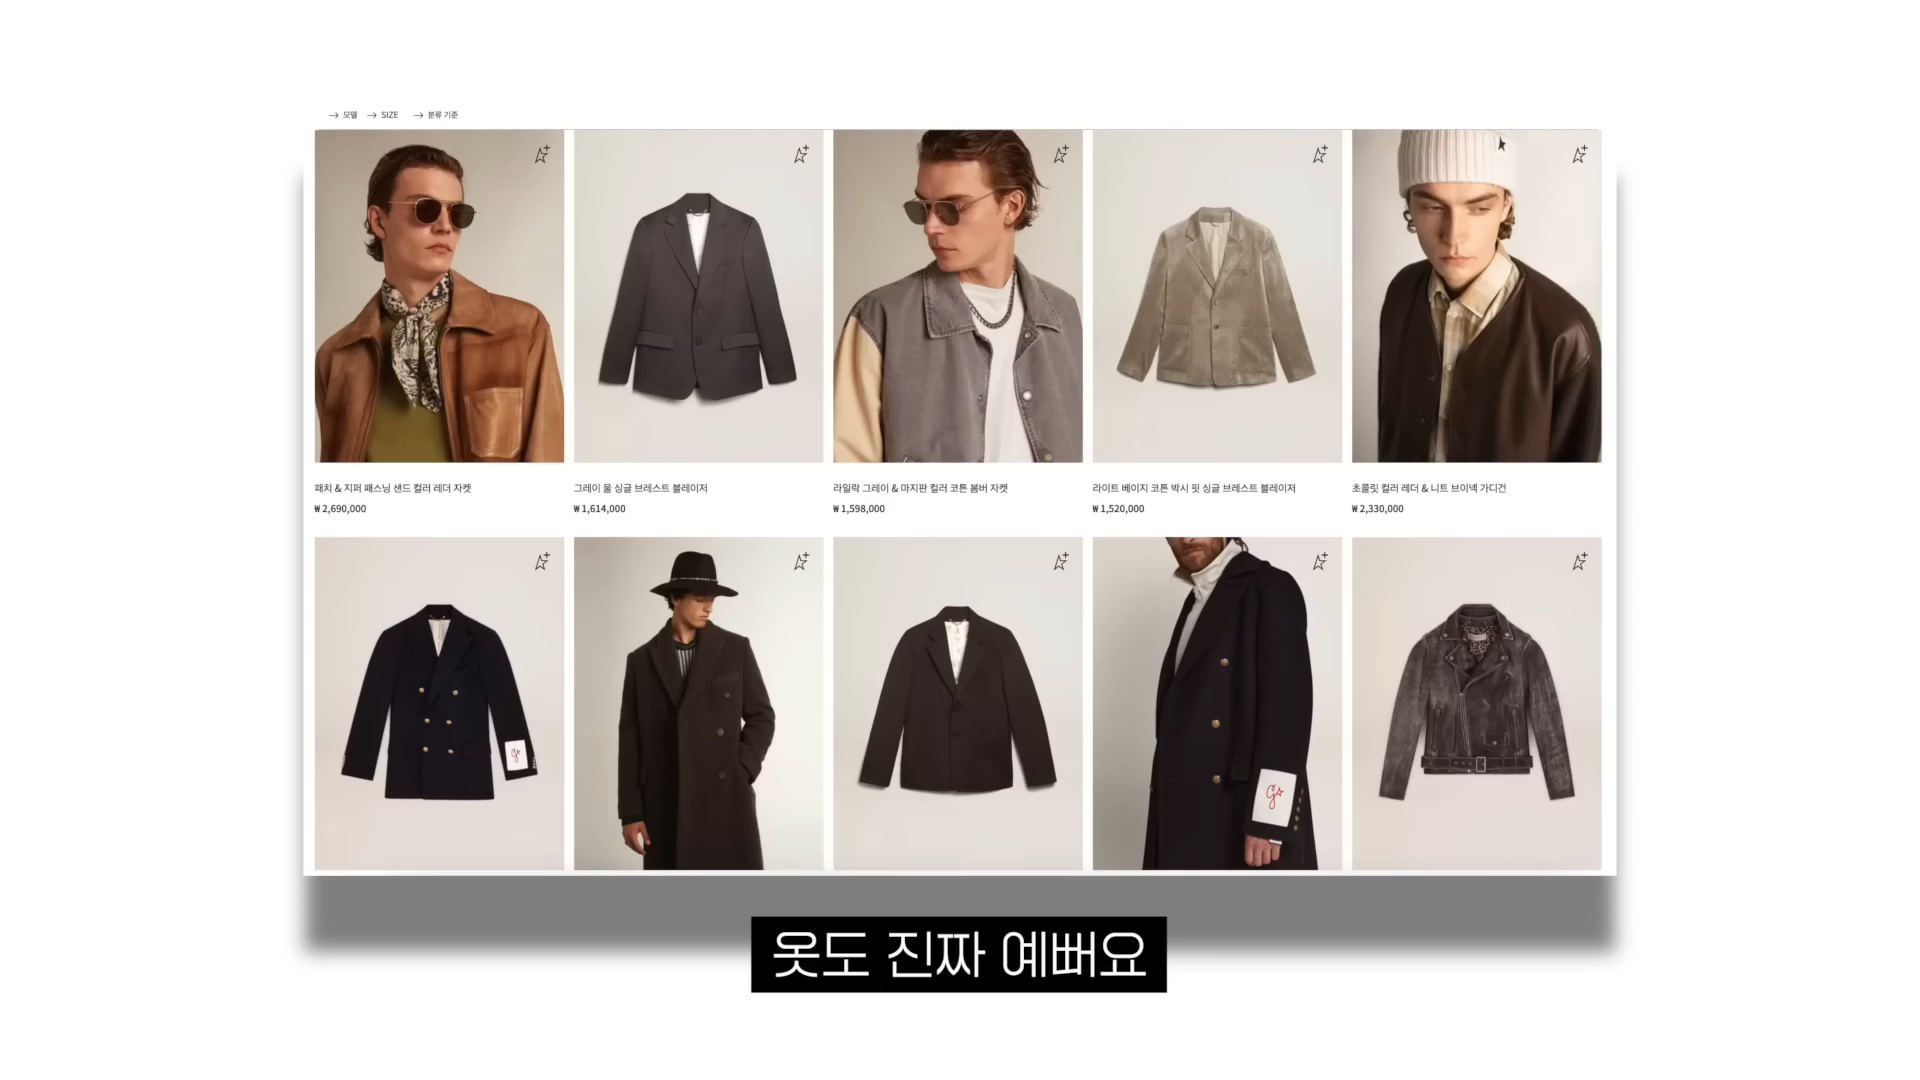 모델 SIZE 분류 기준
패치 & 지퍼 패스닝 샌드 컬러 레더 자켓
₩ 2,690,000
그레이 울 싱글 브레스트 블레이저
₩ 1,614,000
라일락 그레이 & 마지판 컬러 코튼 봄버 자켓
₩ 1,598,000
라이트 베이지 코튼 박시 핏 싱글 브레스트 블레이저
₩ 1,520,000
초콜릿 컬러 레더 & 니트 브이넥 가디건
₩ 2,330,000
옷도 진짜 예뻐요